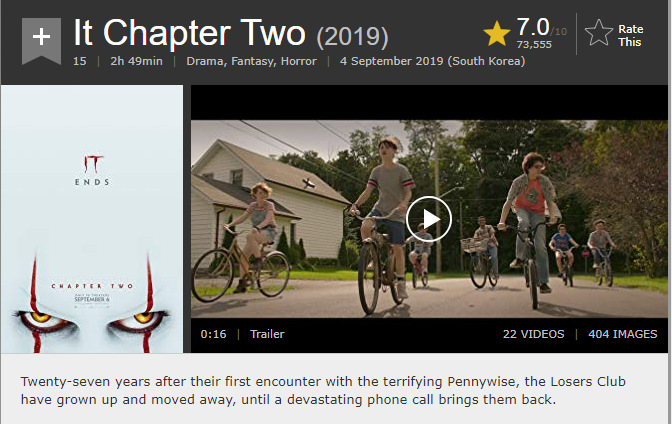 It Chapter Two (2019)
7.0/10
73,555
Rate
This
15 | 2h 49min | Drama, Fantasy, Horror | 4 September 2019 (South Korea)
IT
ENDS
CHAPTER TWO
SEPTEMBER 6
0:16 | Trailer
22 VIDEOS | 404 IMAGES
Twenty-seven years after their first encounter with the terrifying Pennywise, the Losers Club
have grown up and moved away, until a devastating phone call brings them back.